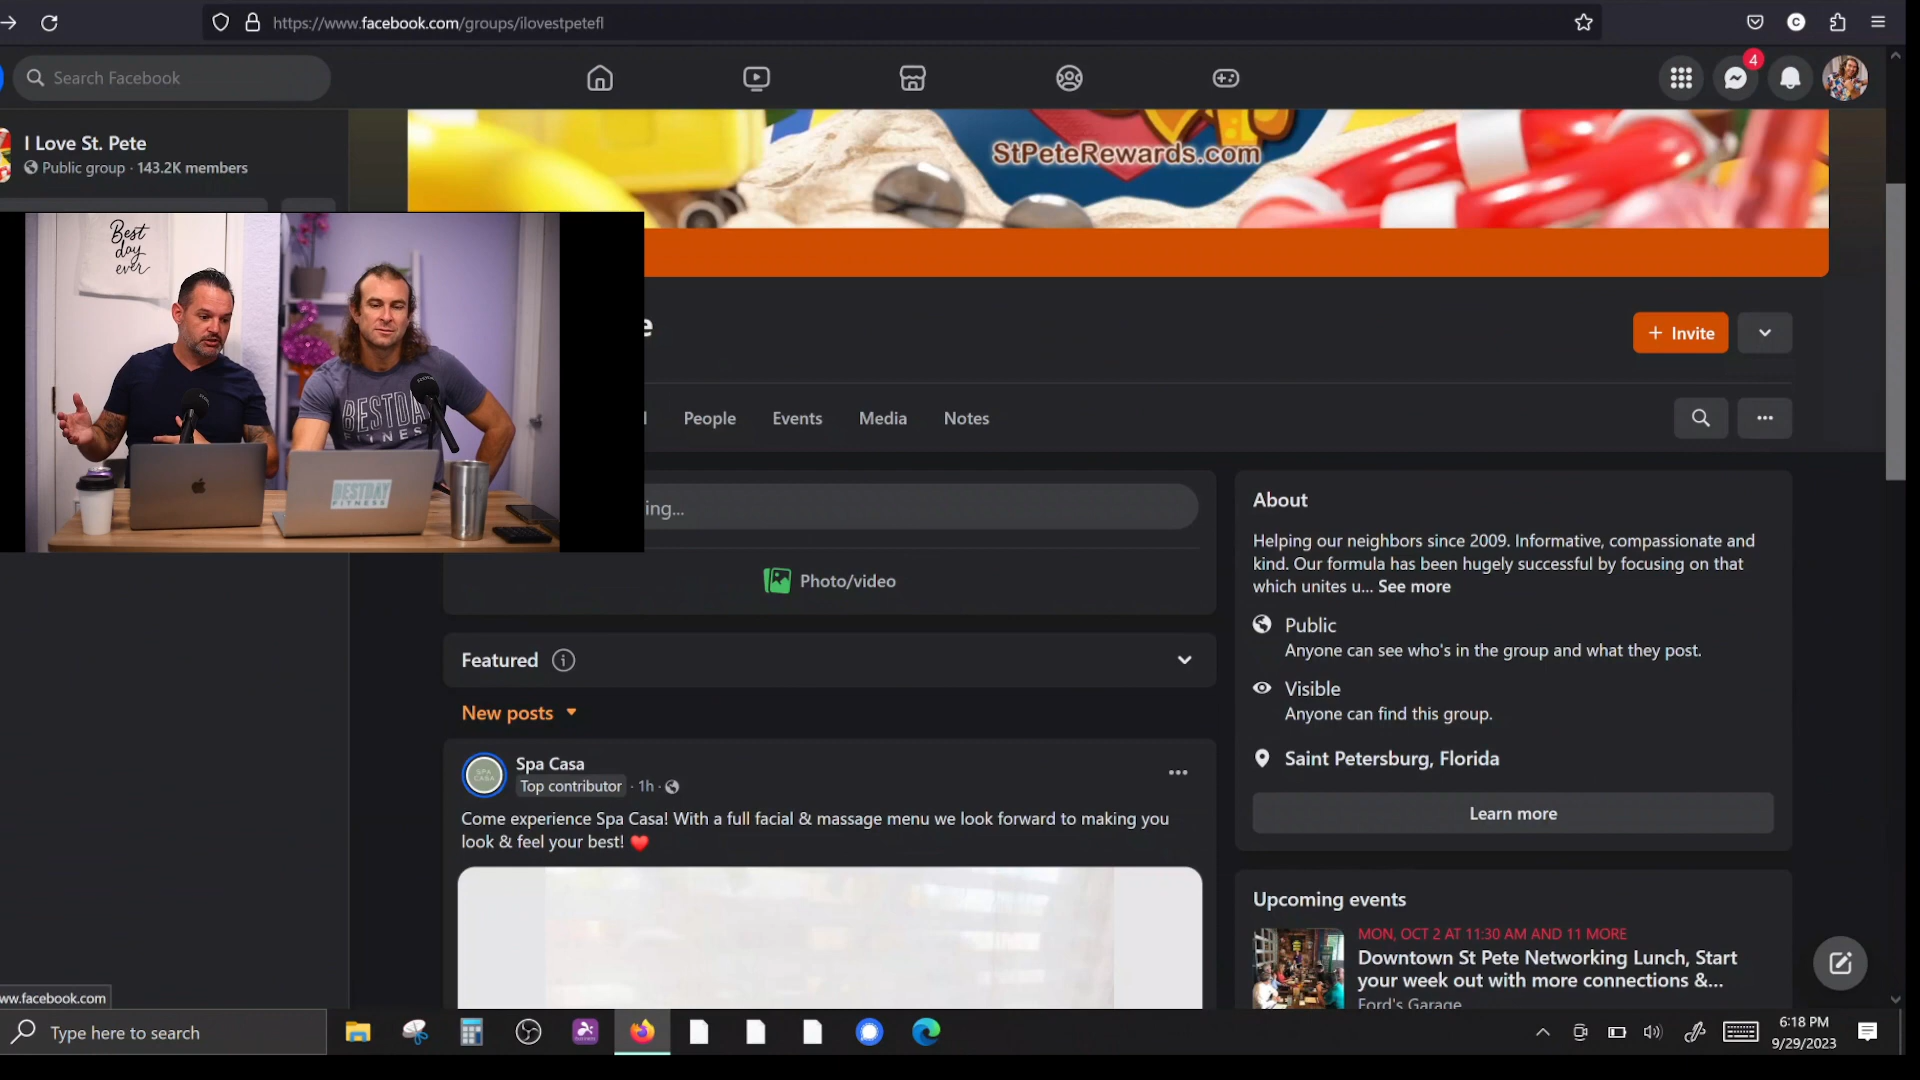 https://www.facebook.com/groups/ilovestpetefl
Search Facebook
4
I Love St. Pete
Public group · 143.2K members
StPeteRewards.com
Best
day
ever
BESTDAY
FITNESS
BESTDAY
FITNESS
e
+ Invite
People
Events
Media
Notes
ing...
Photo/video
About
Helping our neighbors since 2009. Informative, compassionate and
kind. Our formula has been hugely successful by focusing on that
which unites u... See more
Public
Anyone can see who's in the group and what they post.
Visible
Anyone can find this group.
Saint Petersburg, Florida
Learn more
Featured
New posts
Spa Casa
SPA
CASA
Top contributor · 1h ·
Come experience Spa Casa! With a full facial & massage menu we look forward to making you
look & feel your best! ❤️
Upcoming events
MON, OCT 2 AT 11:30 AM AND 11 MORE
Downtown St Pete Networking Lunch, Start
your week out with more connections &...
Ford's Garage
ww.facebook.com
Type here to search
6:18 PM
9/29/2023